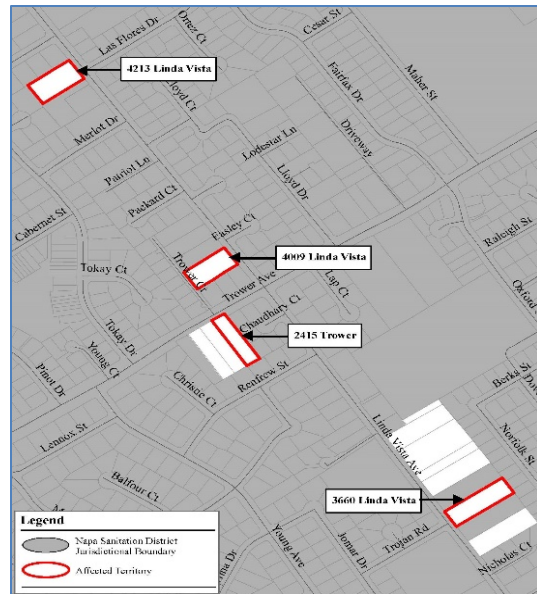 Ortez Ct
Cesar St
Las Flores Dr
Maher St
4213 Linda Vista
Lloyd Ct
Fairfax Dr
Merlot Dr
Lodestar Ln
Driveway
Patriot Ln
Lloyd Dr
Packard Ct
Cabernet St
Easley Ct
Raleigh St
4009 Linda Vista
Tokay Ct
Trower Ct
Trower Ave
Lap Ct
Oxford
Chaudhary Ct
2415 Trower
Tokay Dr
Young Ct
Renfrew St
Pinot Dr
Christie Ct
Linda Vista Ave
Norfolk St
Lennox St
Balfour Ct
3660 Linda Vista
Trojan Rd
Nicholas Ct
Jomar Dr
Young Ave
Legend
Napa Sanitation District
Jurisdictional Boundary
Affected Territory